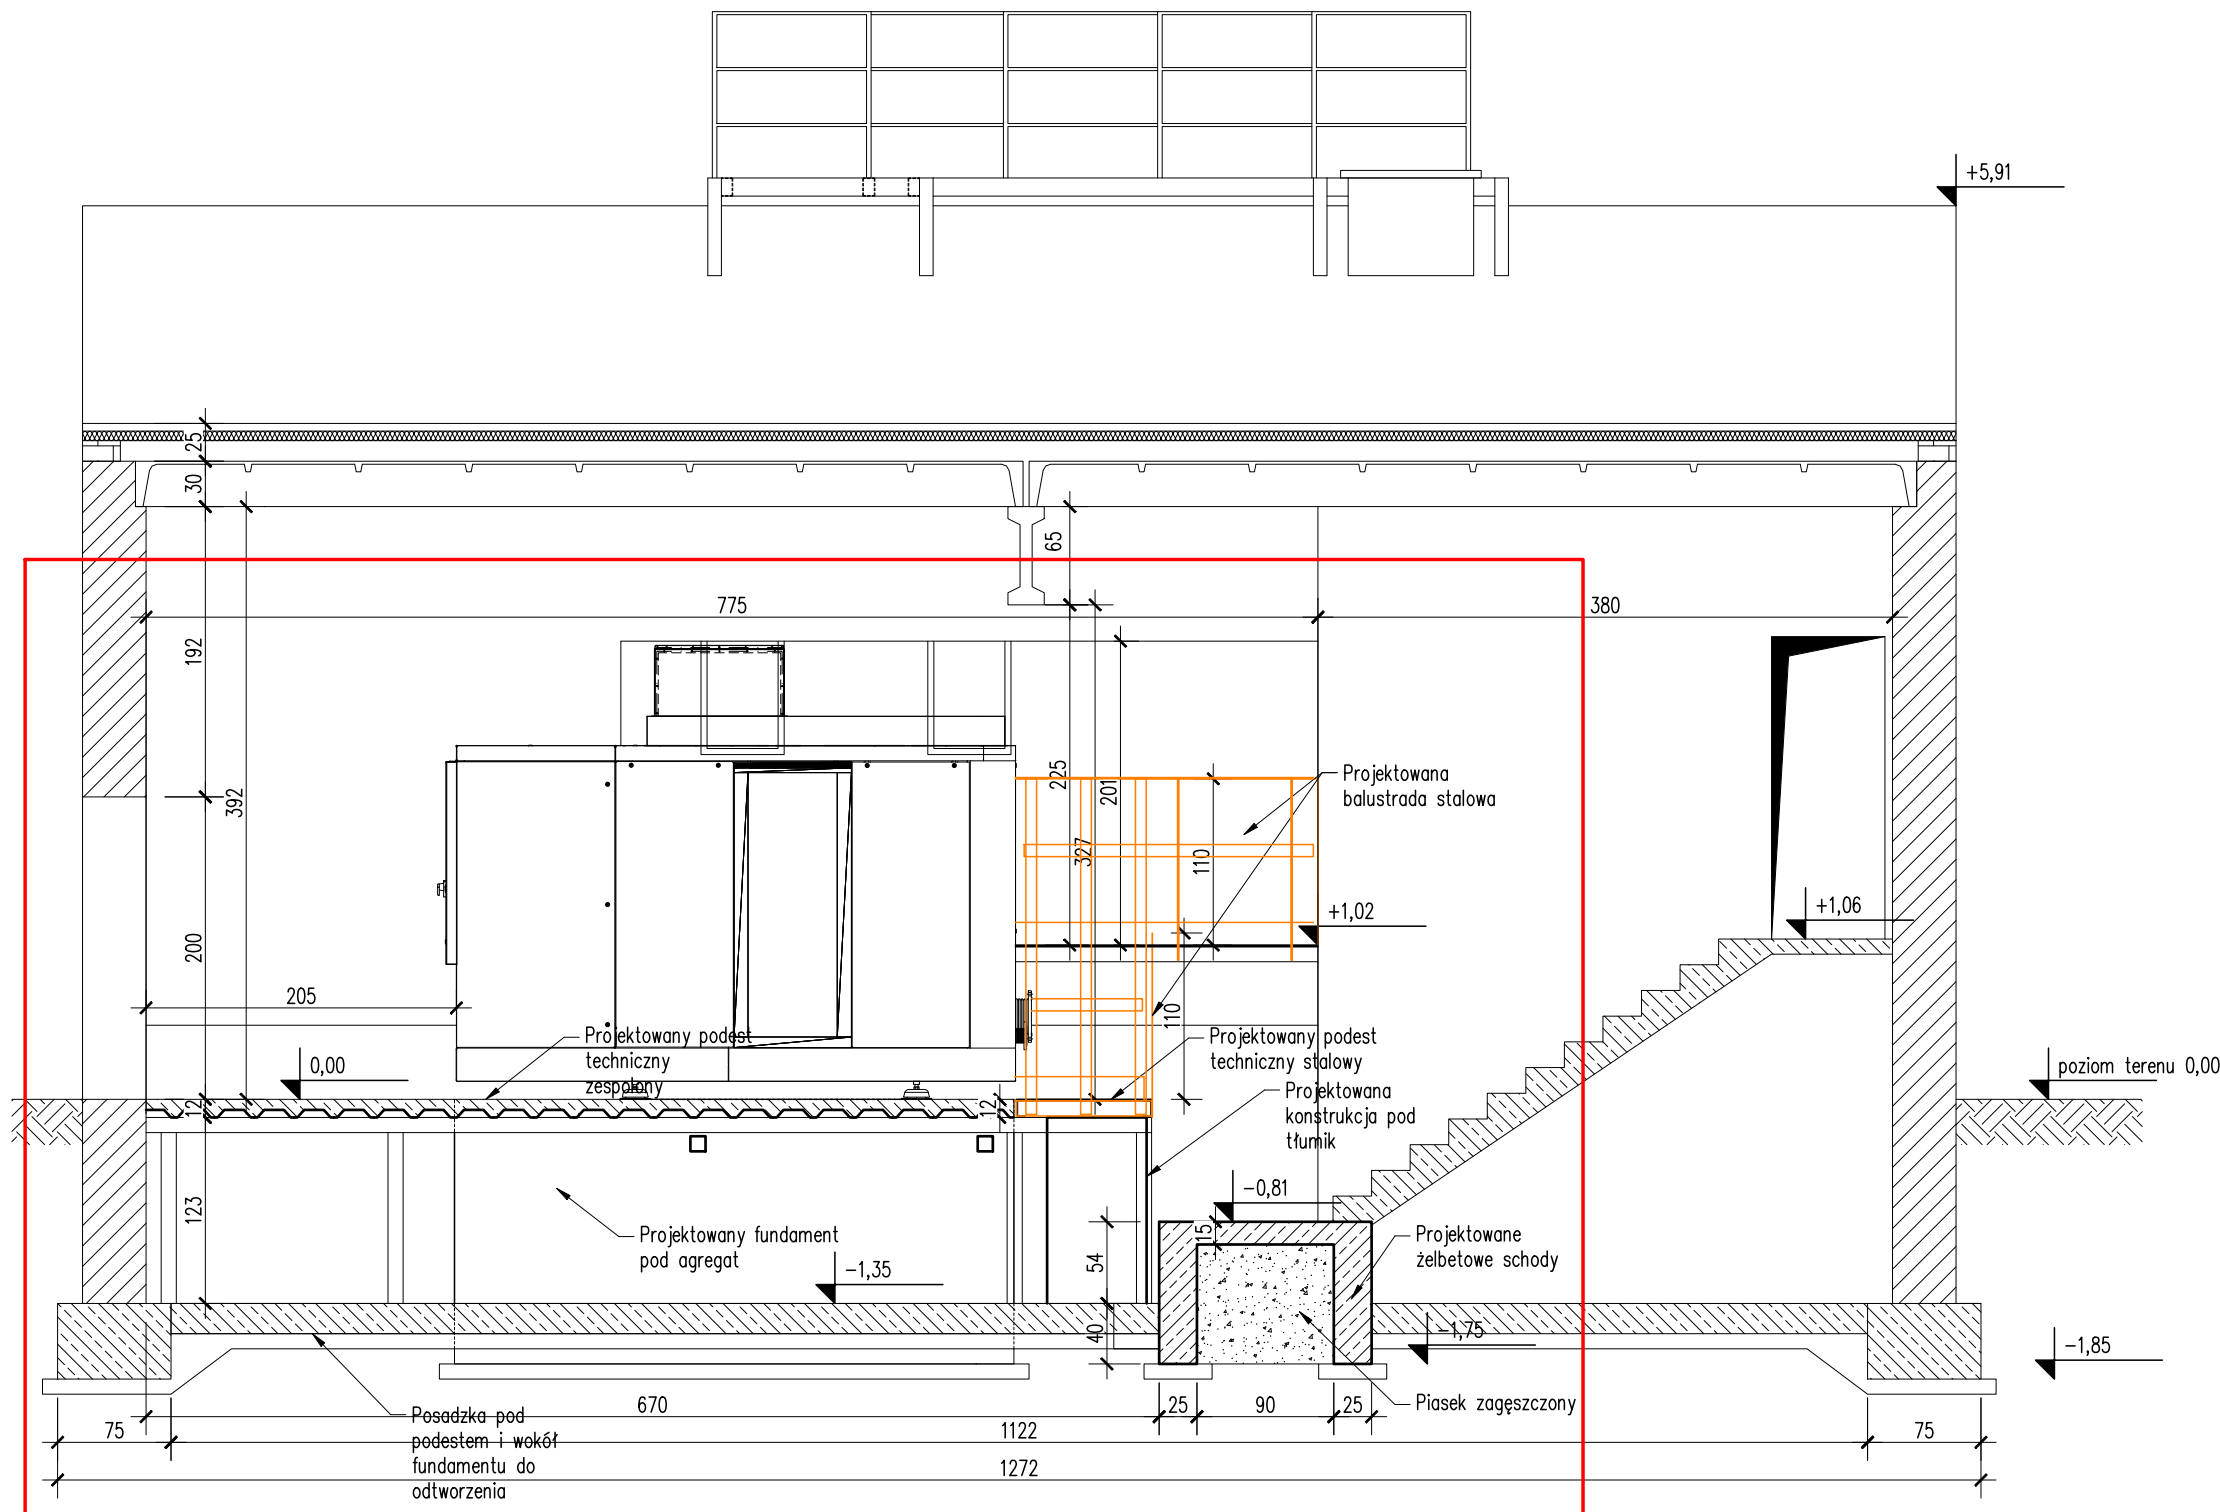 +5,91
25
30
65
775
380
192
392
225
201
327
110
Projektowana
balustrada stalowa
+1,02
+1,06
200
205
110
Projektowany podest
techniczny
zespolony
Projektowany podest
techniczny stalowy
0,00
poziom terenu 0,00
12
12
Projektowana
konstrukcja pod
tłumik
123
-0,81
15
54
Projektowany fundament
pod agregat
-1,35
Projektowane
żelbetowe schody
40
-1,75
-1,85
670
25
90
25
Piasek zagęszczony
75
Posadzka pod
podestem i wokół
fundamentu do
odtworzenia
1122
75
1272